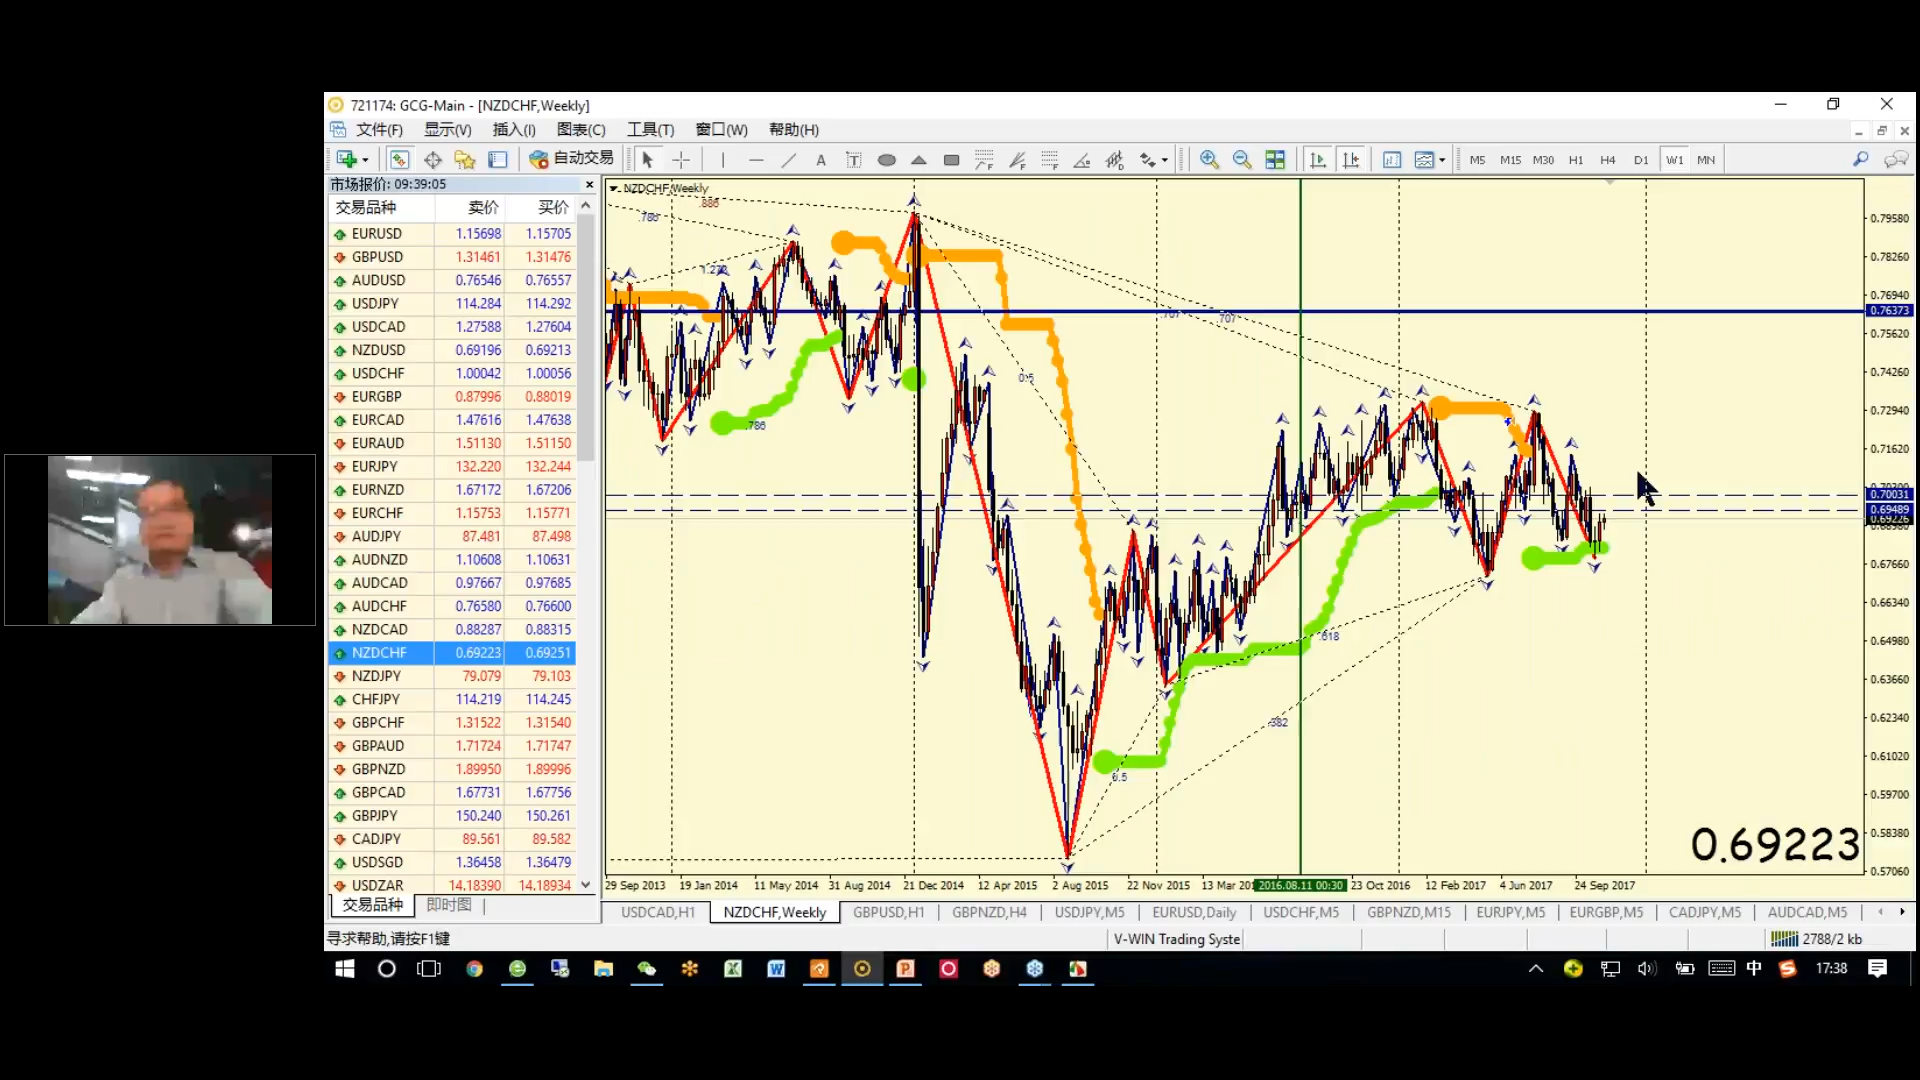 721174: GCG-Main - [NZDCHF,Weekly]
文件(F) 显示(V) 插入(I) 图表(C) 工具(T) 窗口(W) 帮助(H)
自动交易 A T M5 M15 M30 H1 H4 D1 W1 MN
市场报价: 09:39:05
交易品种 卖价 买价
EURUSD 1.15698 1.15705
GBPUSD 1.31461 1.31476
AUDUSD 0.76546 0.76557
USDJPY 114.284 114.292
USDCAD 1.27588 1.27604
NZDUSD 0.69196 0.69213
USDCHF 1.00042 1.00056
EURGBP 0.87996 0.88019
EURCAD 1.47616 1.47638
EURAUD 1.51130 1.51150
EURJPY 132.220 132.244
EURNZD 1.67172 1.67206
EURCHF 1.15753 1.15771
AUDJPY 87.481 87.498
AUDNZD 1.10608 1.10631
AUDCAD 0.97667 0.97685
AUDCHF 0.76580 0.76600
NZDCAD 0.88287 0.88315
NZDCHF 0.69223 0.69251
NZDJPY 79.079 79.103
CHFJPY 114.219 114.245
GBPCHF 1.31522 1.31540
GBPAUD 1.71724 1.71747
GBPNZD 1.89950 1.89996
GBPCAD 1.67731 1.67756
GBPJPY 150.240 150.261
CADJPY 89.561 89.582
USDSGD 1.36458 1.36479
USDZAR 14.18390 14.18934
交易品种 即时图
NZDCHF,Weekly
.886
.786
.707
0.5
.786
.618
.382
0.5
0.79580
0.78260
0.76940
0.76373
0.75620
0.74260
0.72940
0.71620
0.70031
0.69489
0.67660
0.66340
0.64980
0.63660
0.62340
0.61020
0.59700
0.58380
0.57060
0.69223
29 Sep 2013 19 Jan 2014 11 May 2014 31 Aug 2014 21 Dec 2014 12 Apr 2015 2 Aug 2015 22 Nov 2015 13 Mar 2016.08.11 00:30 23 Oct 2016 12 Feb 2017 4 Jun 2017 24 Sep 2017
USDCAD,H1 NZDCHF,Weekly GBPUSD,H1 GBPNZD,H4 USDJPY,M5 EURUSD,Daily USDCHF,M5 GBPNZD,M15 EURJPY,M5 EURGBP,M5 CADJPY,M5 AUDCAD,M5
寻求帮助,请按F1键 V-WIN Trading Syste 2788/2 kb
中 17:38